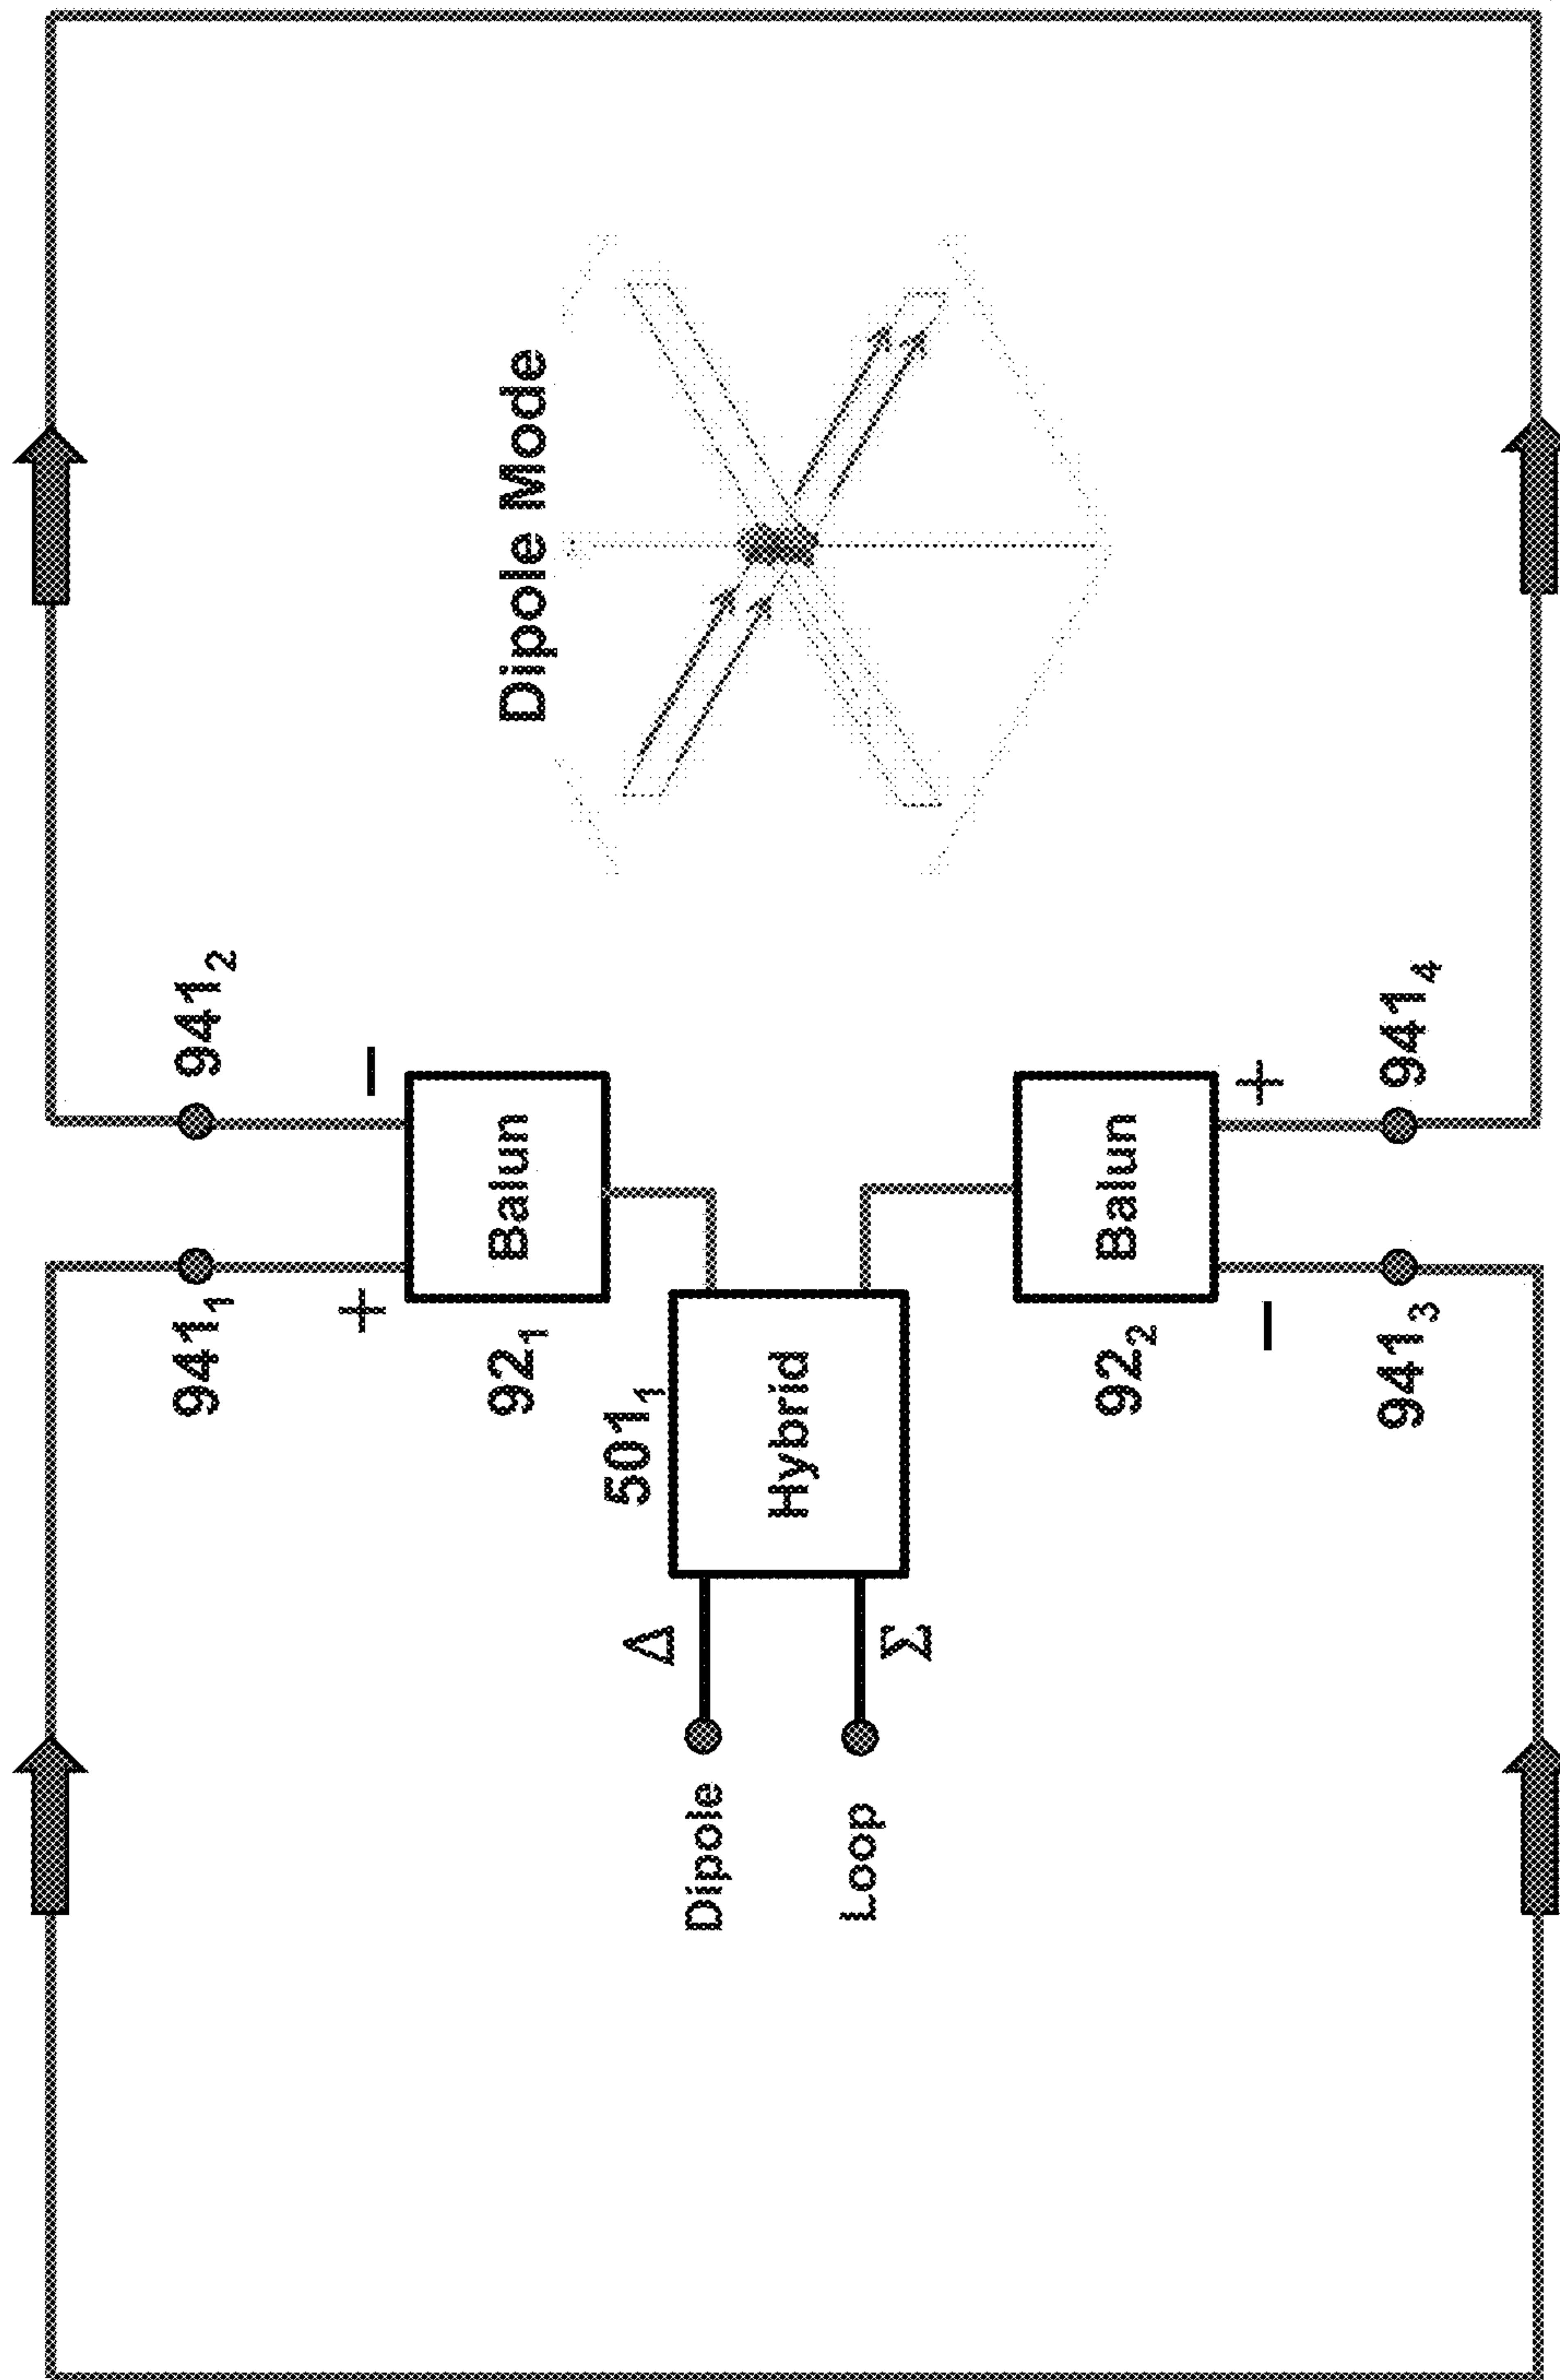 Dipole Mode
941₂
−
Balun
941₁
+
92₁
501₁
Hybrid
Δ
Σ
Dipole
Loop
Balun
92₂
+
941₄
−
941₃